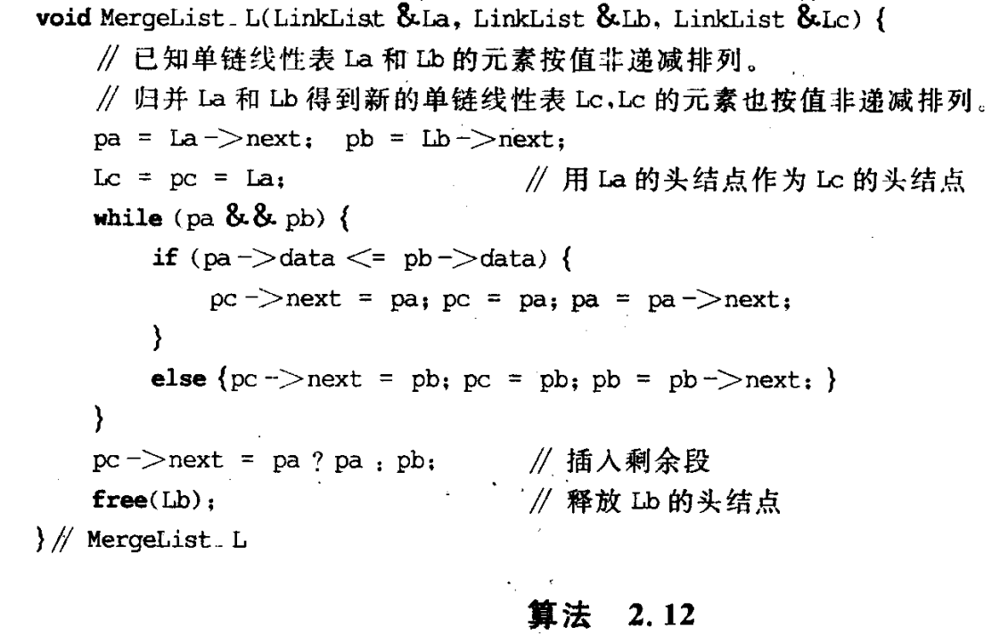 void MergeList_L(LinkList &La, LinkList &Lb, LinkList &Lc) {
// 已知单链线性表 La 和 Lb 的元素按值非递减排列。
// 归并 La 和 Lb 得到新的单链线性表 Lc,Lc 的元素也按值非递减排列。
pa = La->next; pb = Lb->next;
Lc = pc = La; // 用 La 的头结点作为 Lc 的头结点
while (pa && pb) {
if (pa->data <= pb->data) {
pc->next = pa; pc = pa; pa = pa->next;
}
else {pc->next = pb; pc = pb; pb = pb->next; }
}
pc->next = pa ? pa : pb; // 插入剩余段
free(Lb); // 释放 Lb 的头结点
}// MergeList_L
算法 2.12